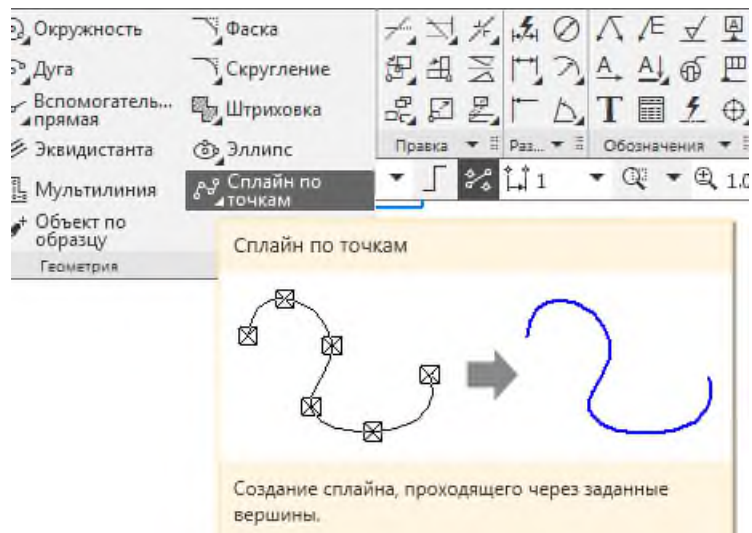 Окружность
Фаска
Дуга
Скругление
Вспомогатель...
прямая
Штриховка
Эквидистанта
Эллипс
Мультилиния
Сплайн по
точкам
Объект по
образцу
Геометрия
Правка
Раз...
Обозначения
1
1.0
Сплайн по точкам
Создание сплайна, проходящего через заданные
вершины.